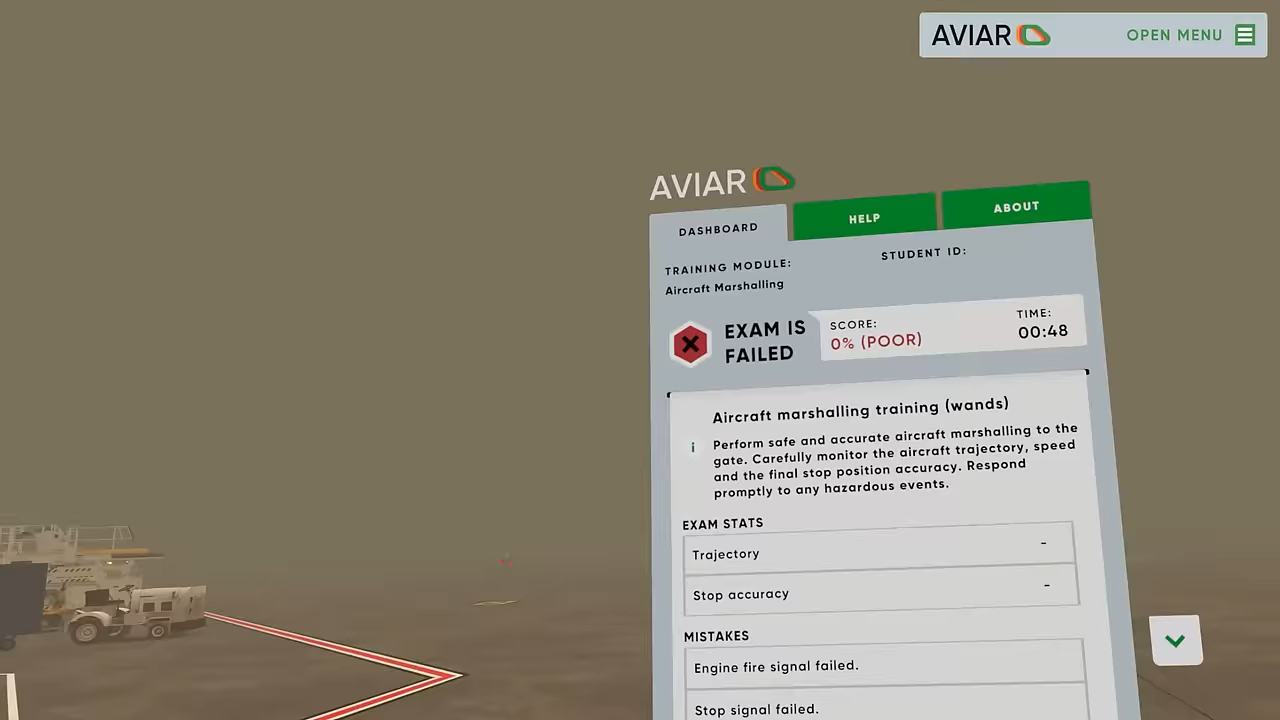 AVIAR
OPEN MENU
AVIAR
DASHBOARD
HELP
ABOUT
TRAINING MODULE:
Aircraft Marshalling
STUDENT ID:
EXAM IS
FAILED
SCORE:
0% (POOR)
TIME:
00:48
Aircraft marshalling training (wands)
i
Perform safe and accurate aircraft marshalling to the
gate. Carefully monitor the aircraft trajectory, speed
and the final stop position accuracy. Respond
promptly to any hazardous events.
EXAM STATS
Trajectory -
Stop accuracy -
MISTAKES
Engine fire signal failed.
Stop signal failed.